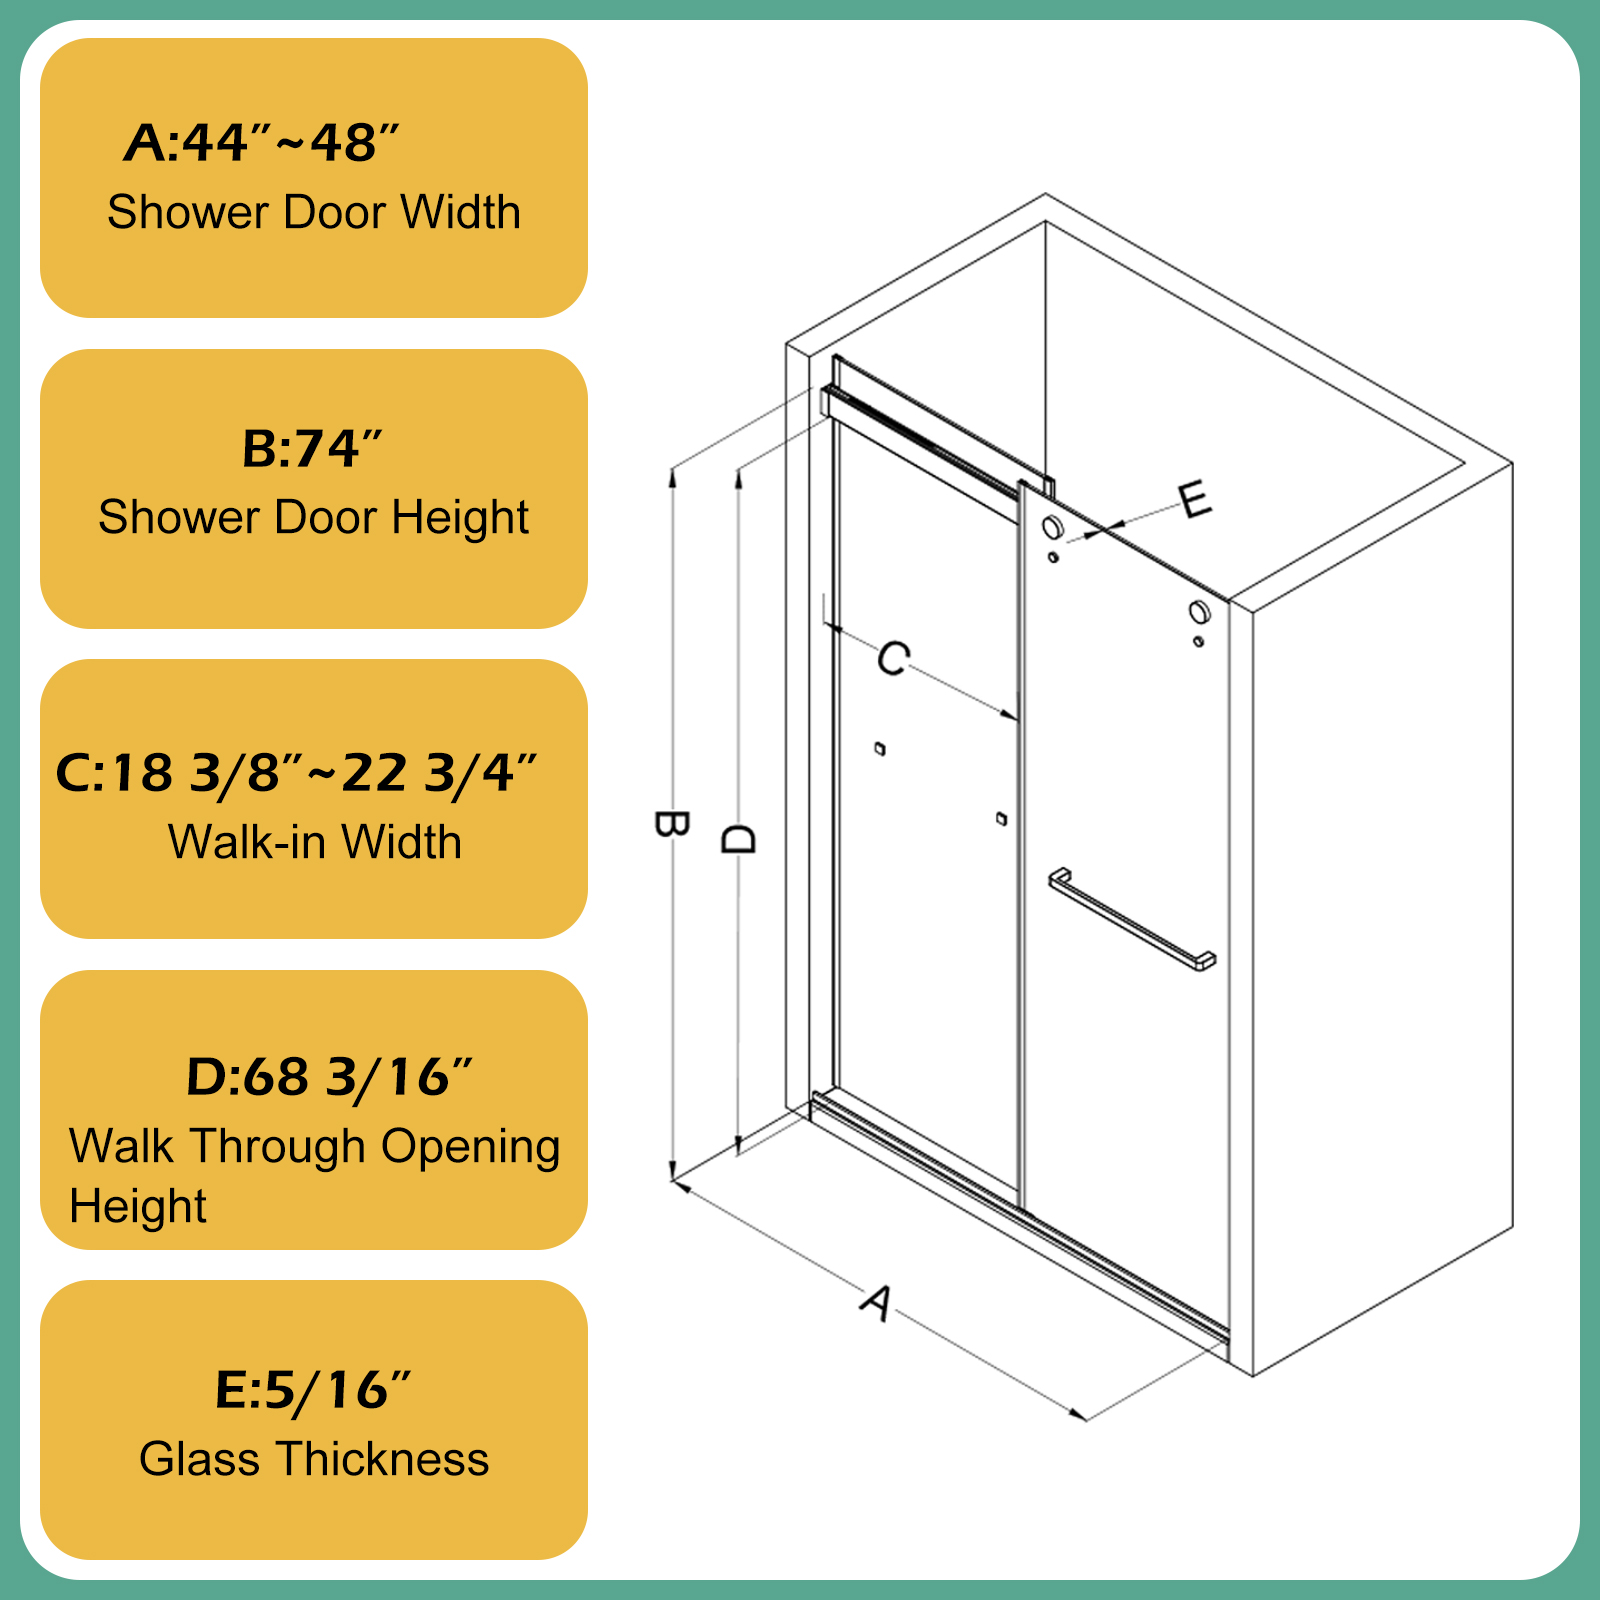 A:44”~48”
Shower Door Width
B:74”
Shower Door Height
C:18 3/8”~22 3/4”
Walk-in Width
D:68 3/16”
Walk Through Opening
Height
E:5/16”
Glass Thickness
E
C
B
D
A